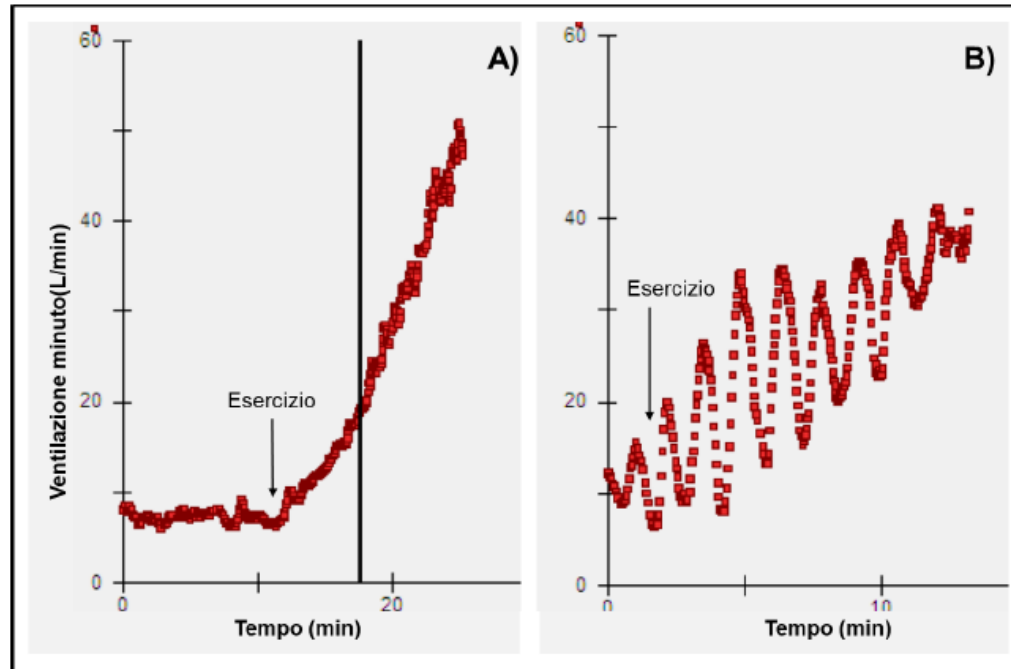 A)
60
40
20
0
0
20
Esercizio
Ventilazione minuto(L/min)
Tempo (min)
B)
60
40
20
0
0
10
Esercizio
Tempo (min)